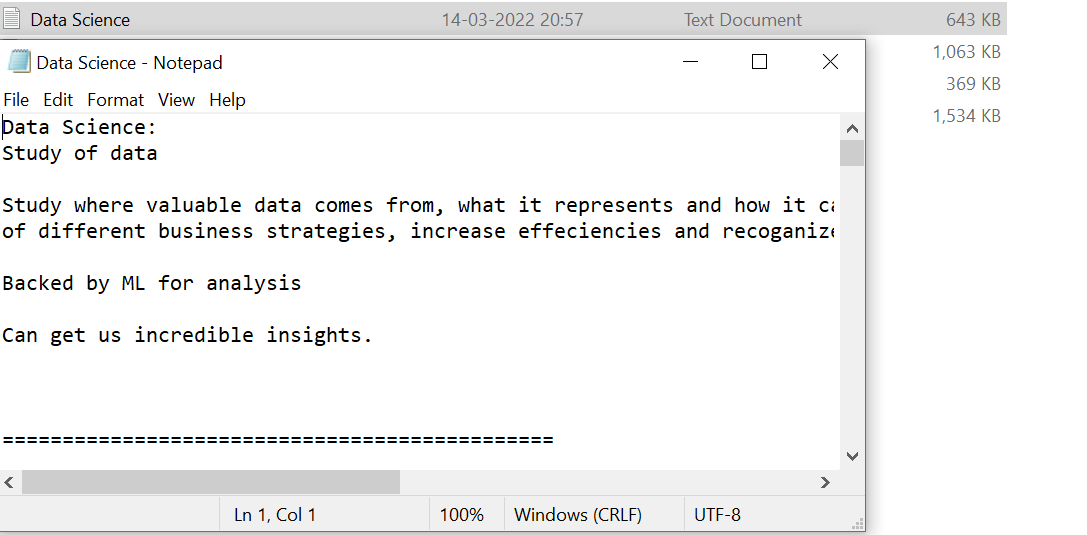 Data Science 14-03-2022 20:57 Text Document 643 KB
1,063 KB
369 KB
1,534 KB
Data Science - Notepad
File Edit Format View Help
Data Science:
Study of data
Study where valuable data comes from, what it represents and how it
of different business strategies, increase effeciencies and
Backed by ML for analysis
Can get us incredible insights.
==============================================
Ln 1, Col 1 100% Windows (CRLF) UTF-8